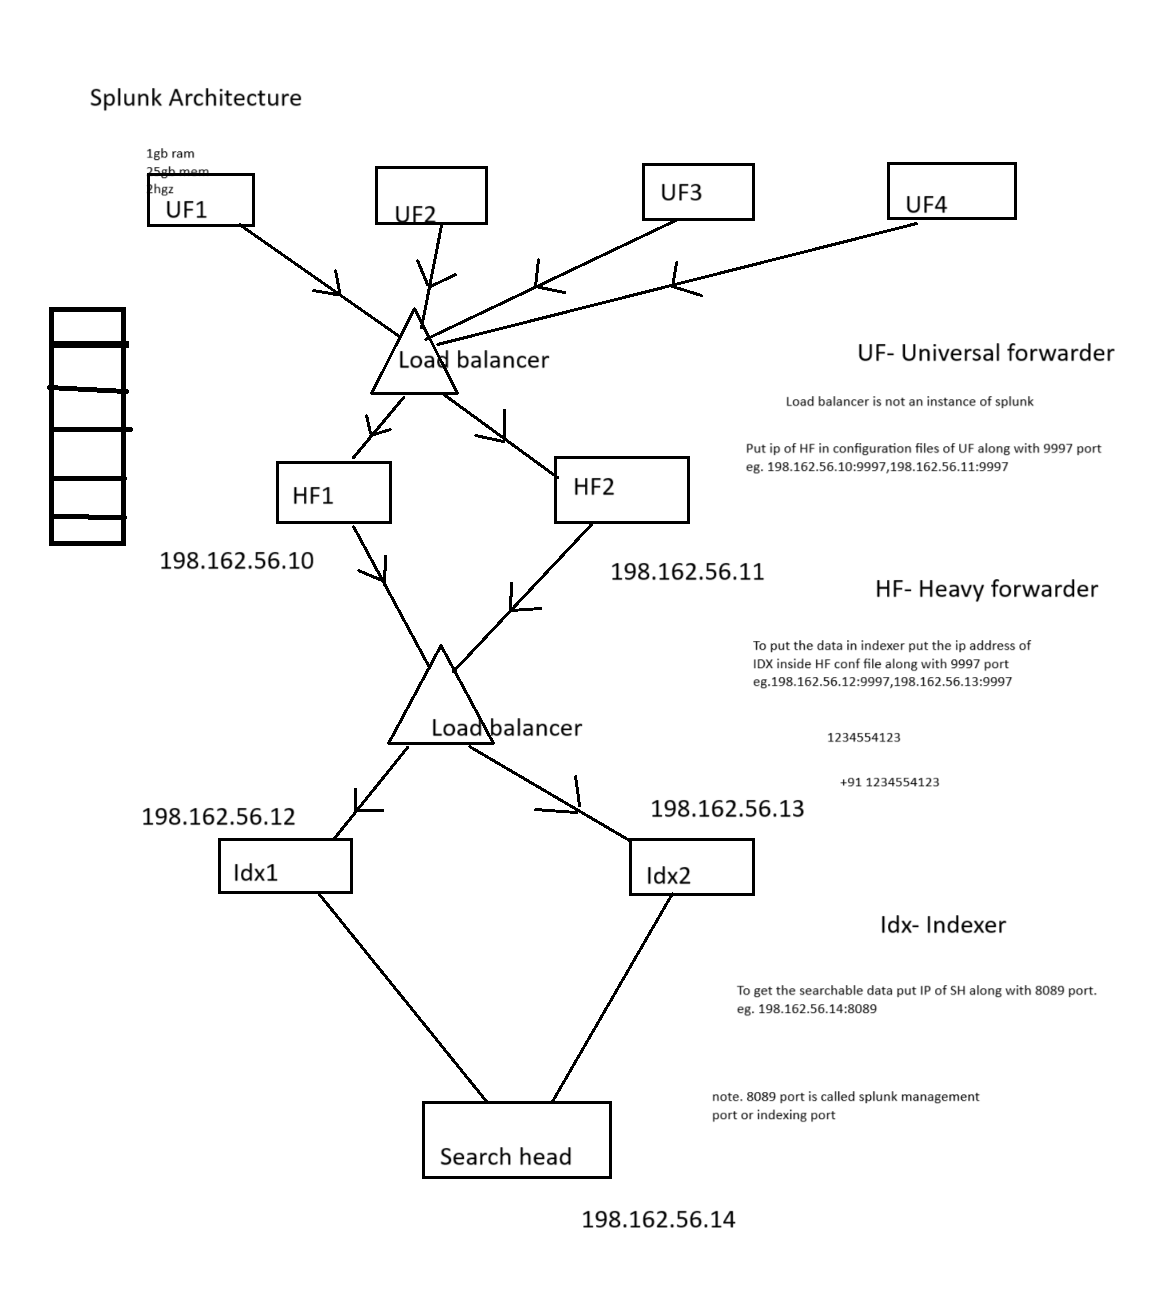 Splunk Architecture
1gb ram
25gb mem
2hgz
UF1
UF2
UF3
UF4
Load balancer
UF- Universal forwarder
Load balancer is not an instance of splunk
Put ip of HF in configuration files of UF along with 9997 port
eg. 198.162.56.10:9997,198.162.56.11:9997
HF1
HF2
198.162.56.10
198.162.56.11
HF- Heavy forwarder
To put the data in indexer put the ip address of
IDX inside HF conf file along with 9997 port
eg.198.162.56.12:9997,198.162.56.13:9997
Load balancer
1234554123
+91 1234554123
198.162.56.12
198.162.56.13
Idx1
Idx2
Idx- Indexer
To get the searchable data put IP of SH along with 8089 port.
eg. 198.162.56.14:8089
note. 8089 port is called splunk management
port or indexing port
Search head
198.162.56.14